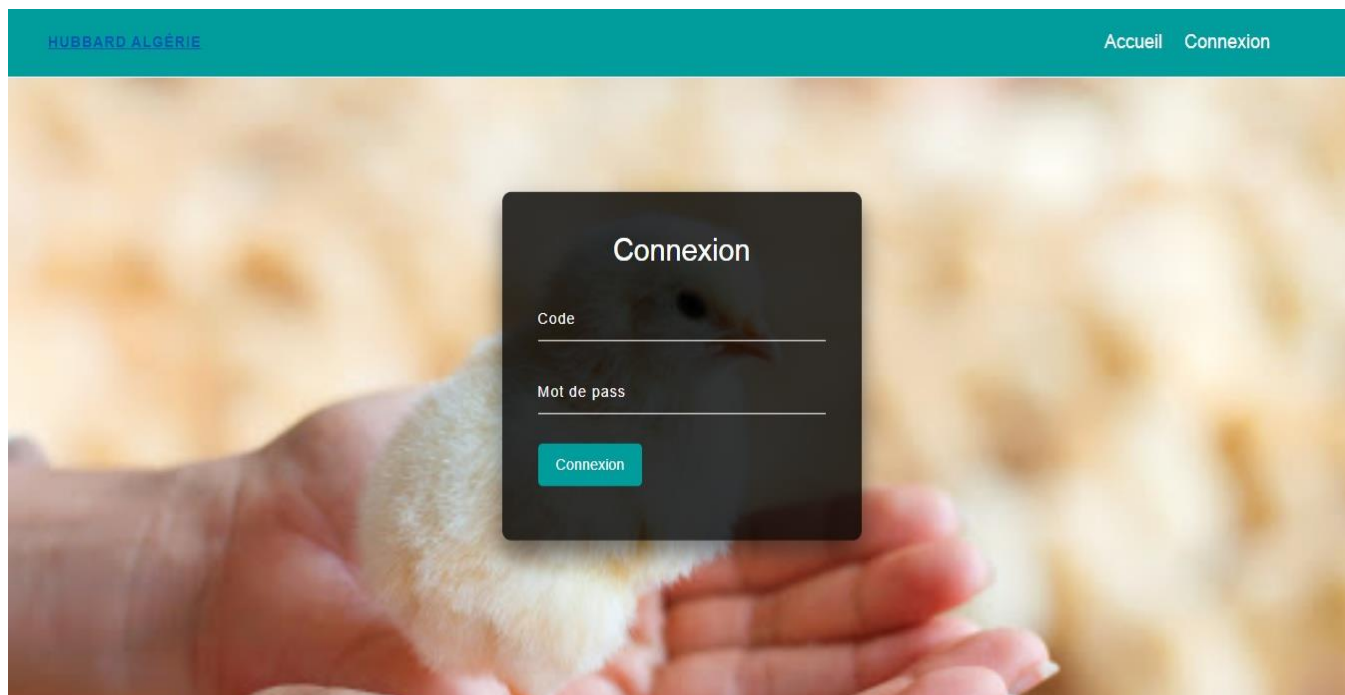 HUBBARD ALGÉRIE
Accueil Connexion
Connexion
Code
Mot de pass
Connexion